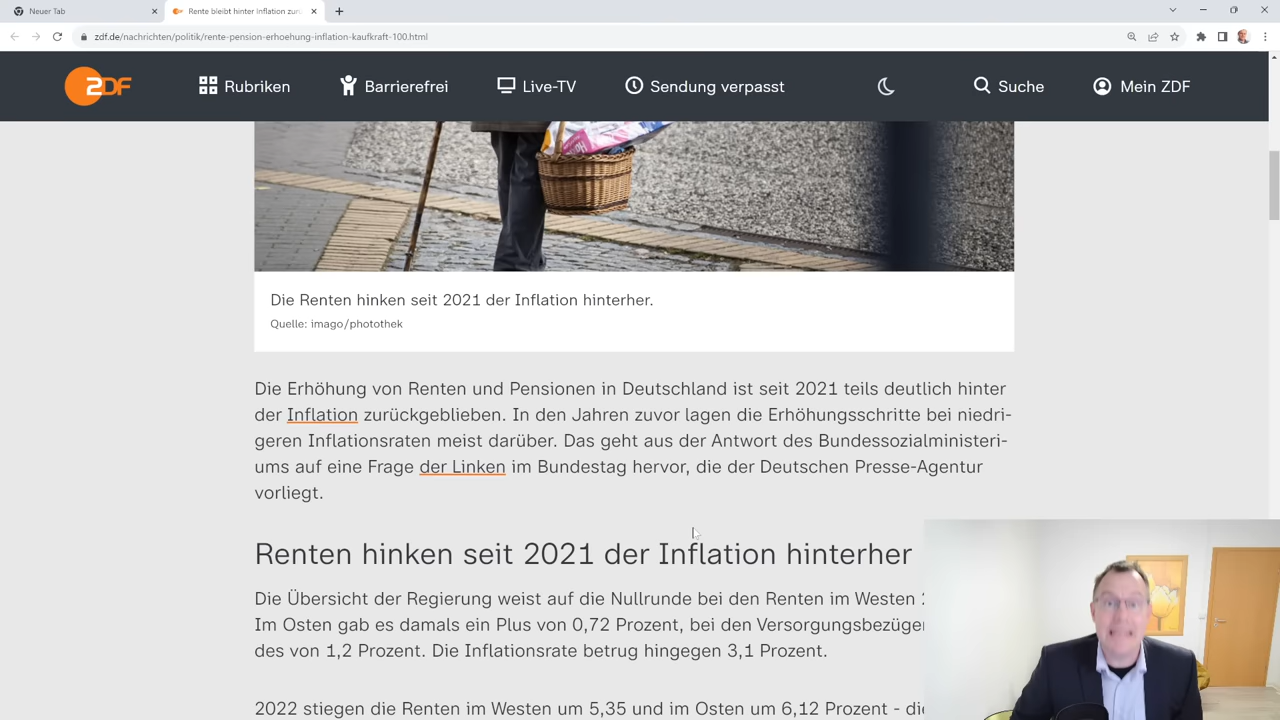 Neuer Tab
Rente bleibt hinter Inflation zur
zdf.de/nachrichten/politik/rente-pension-erhoehung-inflation-kaufkraft-100.html
ZDF
Rubriken
Barrierefrei
Live-TV
Sendung verpasst
Suche
Mein ZDF
Die Renten hinken seit 2021 der Inflation hinterher.
Quelle: imago/photothek
Die Erhöhung von Renten und Pensionen in Deutschland ist seit 2021 teils deutlich hinter
der Inflation zurückgeblieben. In den Jahren zuvor lagen die Erhöhungsschritte bei niedri-
geren Inflationsraten meist darüber. Das geht aus der Antwort des Bundessozialministeri-
ums auf eine Frage der Linken im Bundestag hervor, die der Deutschen Presse-Agentur
vorliegt.
Renten hinken seit 2021 der Inflation hinterher
Die Übersicht der Regierung weist auf die Nullrunde bei den Renten im Westen
Im Osten gab es damals ein Plus von 0,72 Prozent, bei den Versorgungsbezüge
des von 1,2 Prozent. Die Inflationsrate betrug hingegen 3,1 Prozent.
2022 stiegen die Renten im Westen um 5,35 und im Osten um 6,12 Prozent - di